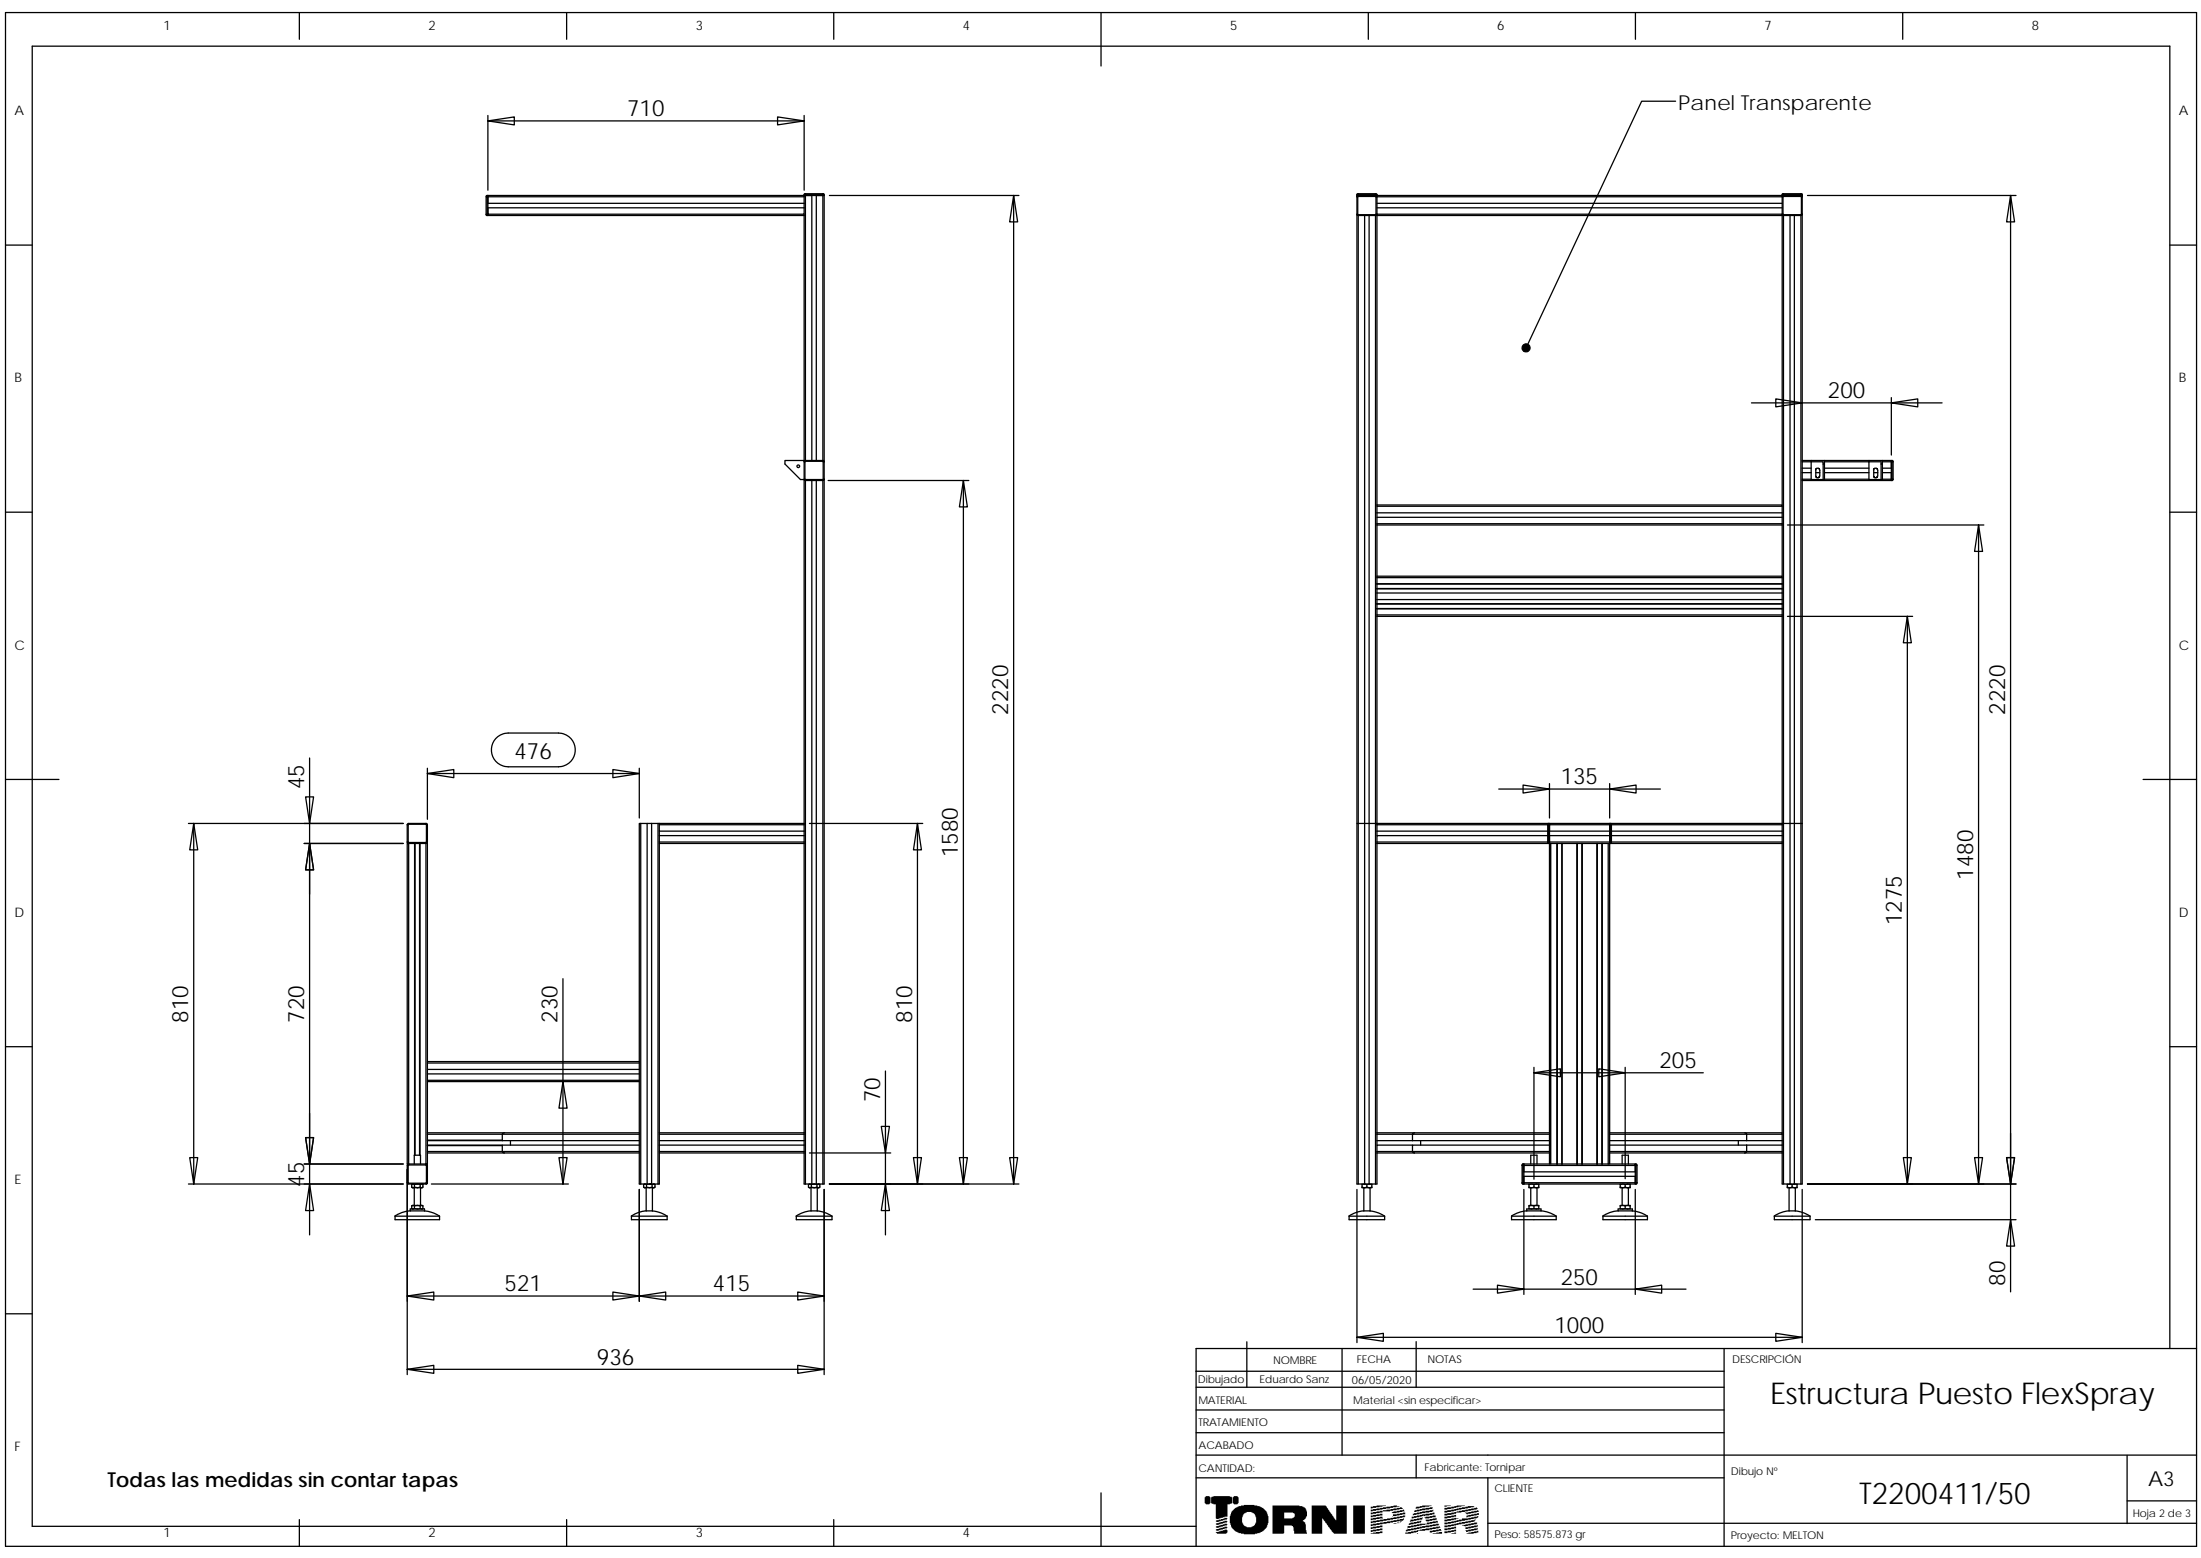 1 2 3 4 5 6 7 8
A A
Panel Transparente
710
B B
200
C C
2220 2220
476
45
135
1580
1480
1275
D D
810
720
230
810
205
70
45
E E
521 415
250
80
1000
936
NOMBRE FECHA NOTAS
DESCRIPCIÓN
Dibujado Eduardo Sanz 06/05/2020
Estructura Puesto FlexSpray
MATERIAL Material <sin especificar>
TRATAMIENTO
ACABADO
F
CANTIDAD: Fabricante: Tornipar
Dibujo Nº
T2200411/50
A3
Todas las medidas sin contar tapas
CLIENTE
TORNIPAR
Hoja 2 de 3
Peso: 58575.873 gr
Proyecto: MELTON
1 2 3 4